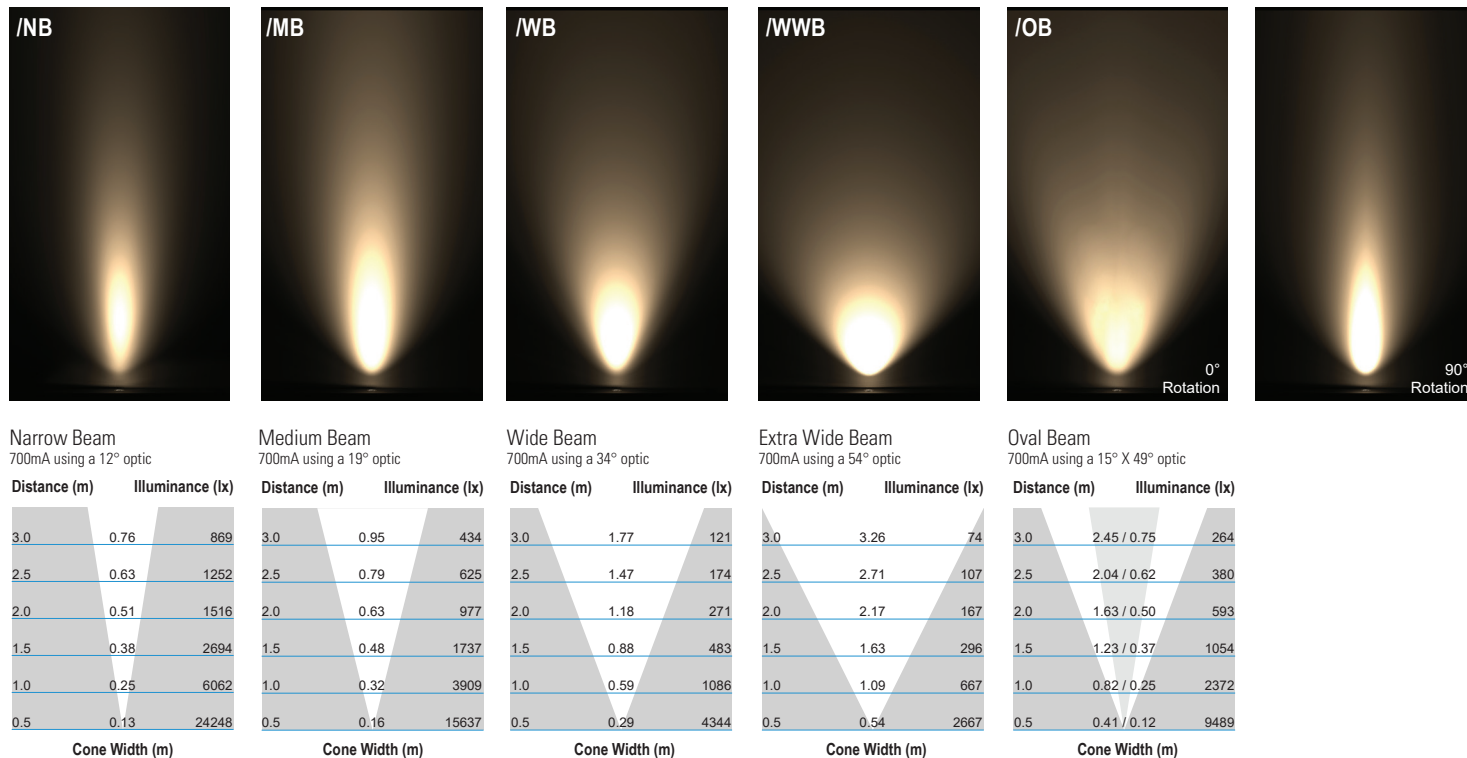 /NB
/MB
/WB
/WWB
/OB
0°
Rotation
90°
Rotation
Narrow Beam
700mA using a 12° optic
Distance (m) Illuminance (lx)
3.0 0.76 869
2.5 0.63 1252
2.0 0.51 1516
1.5 0.38 2694
1.0 0.25 6062
0.5 0.13 24248
Cone Width (m)
Medium Beam
700mA using a 19° optic
Distance (m) Illuminance (lx)
3.0 0.95 434
2.5 0.79 625
2.0 0.63 977
1.5 0.48 1737
1.0 0.32 3909
0.5 0.16 15637
Cone Width (m)
Wide Beam
700mA using a 34° optic
Distance (m) Illuminance (lx)
3.0 1.77 121
2.5 1.47 174
2.0 1.18 271
1.5 0.88 483
1.0 0.59 1086
0.5 0.29 4344
Cone Width (m)
Extra Wide Beam
700mA using a 54° optic
Distance (m) Illuminance (lx)
3.0 3.26 74
2.5 2.71 107
2.0 2.17 167
1.5 1.63 296
1.0 1.09 667
0.5 0.54 2667
Cone Width (m)
Oval Beam
700mA using a 15° X 49° optic
Distance (m) Illuminance (lx)
3.0 2.45 / 0.75 264
2.5 2.04 / 0.62 380
2.0 1.63 / 0.50 593
1.5 1.23 / 0.37 1054
1.0 0.82 / 0.25 2372
0.5 0.41 / 0.12 9489
Cone Width (m)